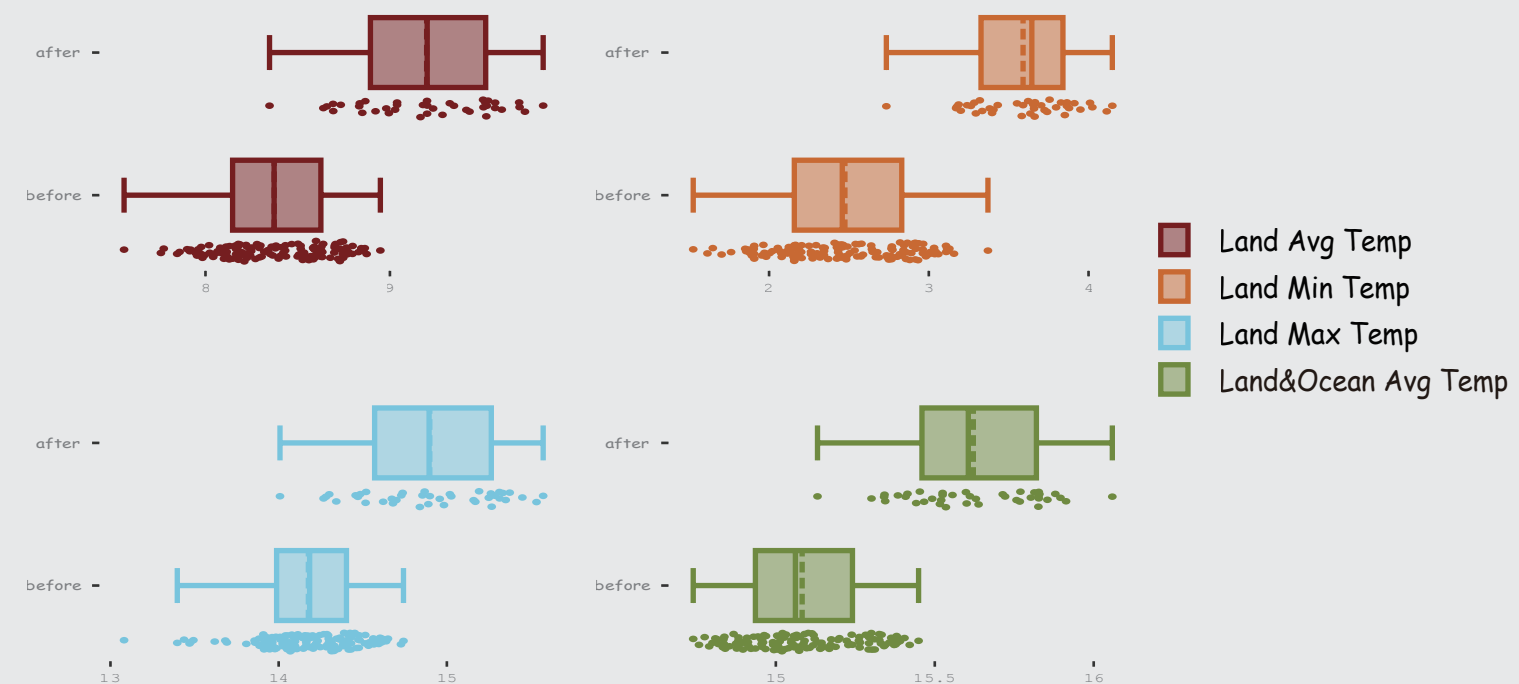 after
after
before
before
8 9
2 3 4
Land Avg Temp
Land Min Temp
Land Max Temp
Land&Ocean Avg Temp
after
after
before
before
13 14 15
15 15.5 16